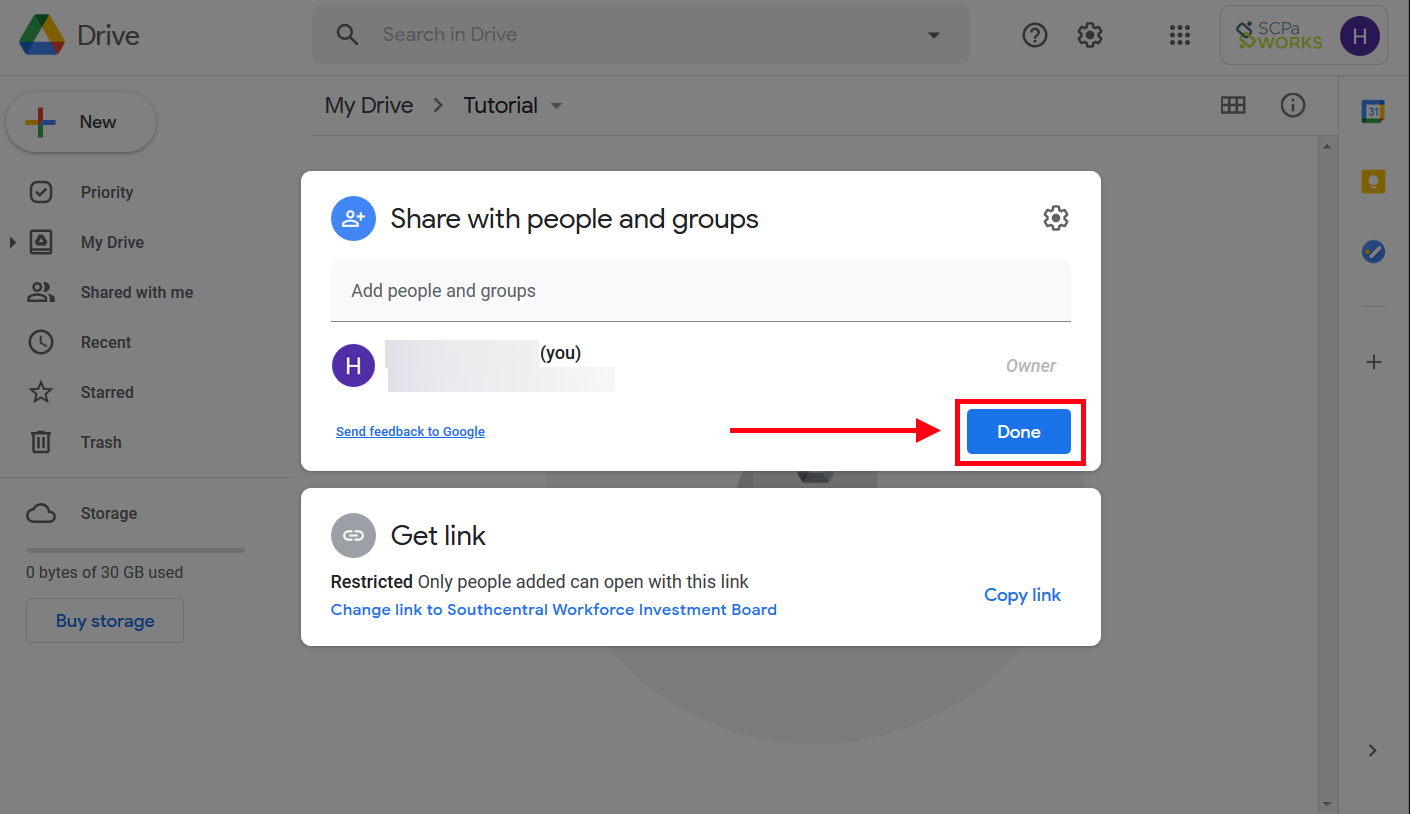 Drive
Search in Drive
SCPa
WORKS
H
New
My Drive
Tutorial
31
Priority
My Drive
Shared with me
Recent
Starred
Trash
Storage
0 bytes of 30 GB used
Buy storage
Share with people and groups
Add people and groups
H
(you)
Owner
Send feedback to Google
Done
Get link
Restricted Only people added can open with this link
Change link to Southcentral Workforce Investment Board
Copy link